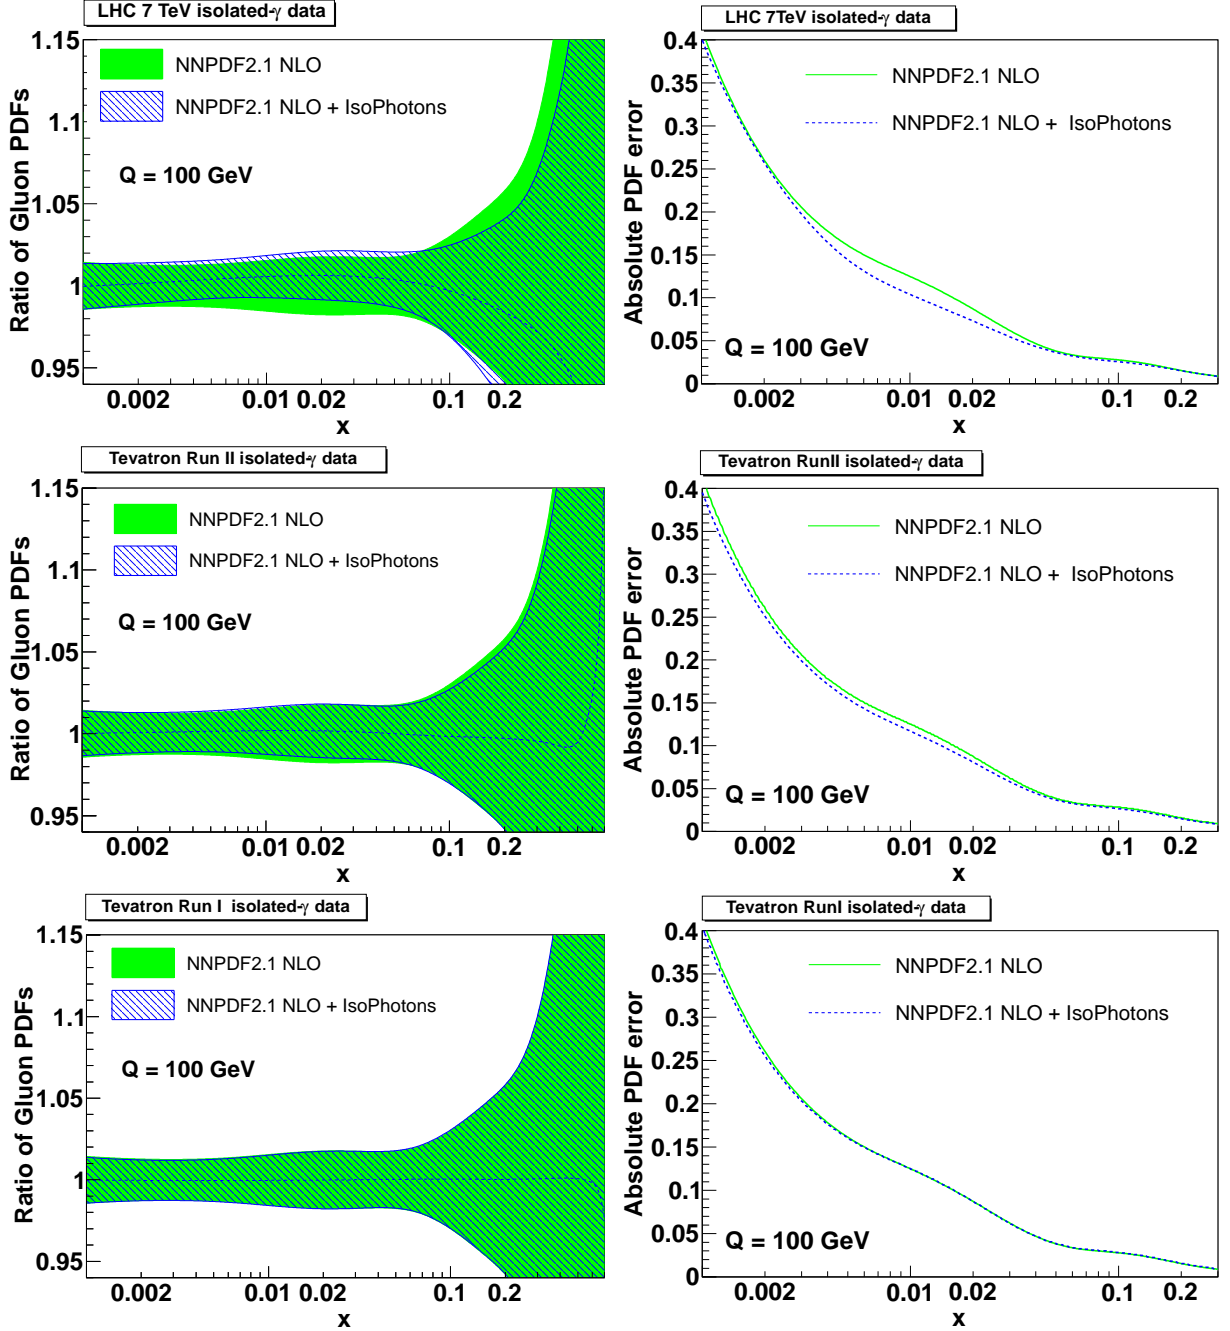 LHC 7 TeV isolated-γ data
1.15
1.1
1.05
1
0.95
Ratio of Gluon PDFs
NNPDF2.1 NLO
NNPDF2.1 NLO + IsoPhotons
Q = 100 GeV
0.002
0.01
0.02
0.1
0.2
x
LHC 7TeV isolated-γ data
0.4
0.35
0.3
0.25
0.2
0.15
0.1
0.05
0
Absolute PDF error
NNPDF2.1 NLO
NNPDF2.1 NLO + IsoPhotons
Q = 100 GeV
0.002
0.01
0.02
0.1
0.2
x
Tevatron Run II isolated-γ data
1.15
1.1
1.05
1
0.95
Ratio of Gluon PDFs
NNPDF2.1 NLO
NNPDF2.1 NLO + IsoPhotons
Q = 100 GeV
0.002
0.01
0.02
0.1
0.2
x
Tevatron RunII isolated-γ data
0.4
0.35
0.3
0.25
0.2
0.15
0.1
0.05
0
Absolute PDF error
NNPDF2.1 NLO
NNPDF2.1 NLO + IsoPhotons
Q = 100 GeV
0.002
0.01
0.02
0.1
0.2
x
Tevatron Run I isolated-γ data
1.15
1.1
1.05
1
0.95
Ratio of Gluon PDFs
NNPDF2.1 NLO
NNPDF2.1 NLO + IsoPhotons
Q = 100 GeV
0.002
0.01
0.02
0.1
0.2
x
Tevatron RunI isolated-γ data
0.4
0.35
0.3
0.25
0.2
0.15
0.1
0.05
0
Absolute PDF error
NNPDF2.1 NLO
NNPDF2.1 NLO + IsoPhotons
Q = 100 GeV
0.002
0.01
0.02
0.1
0.2
x